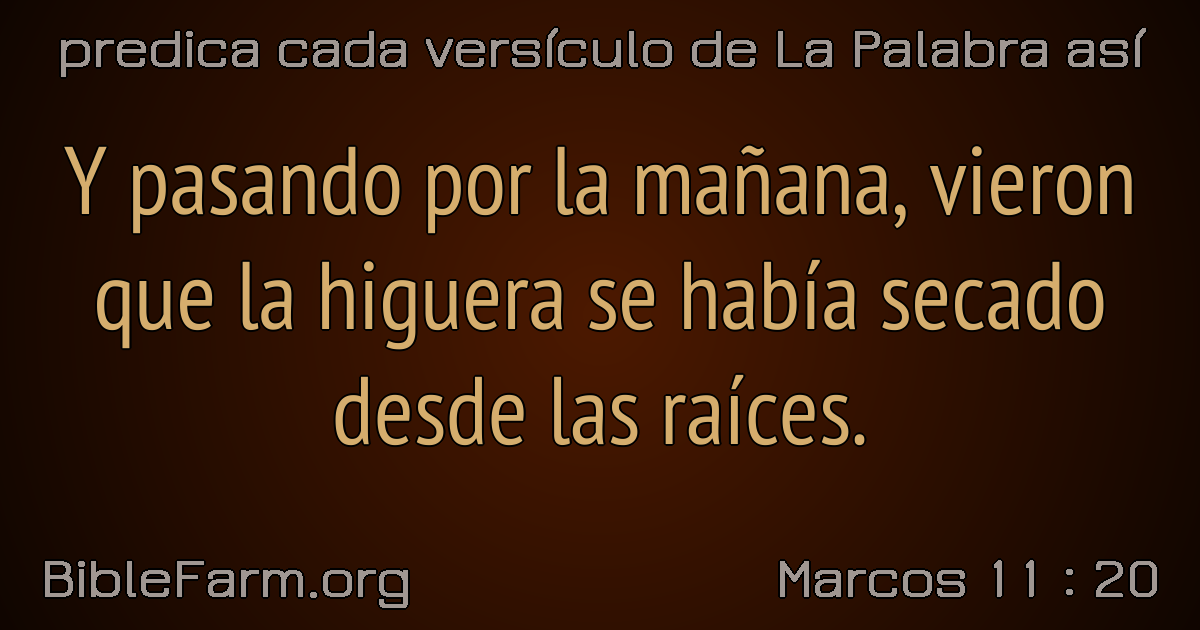 predica cada versículo de La Palabra así
Y pasando por la mañana, vieron
que la higuera se había secado
desde las raíces.
BibleFarm.org
Marcos 11 : 20